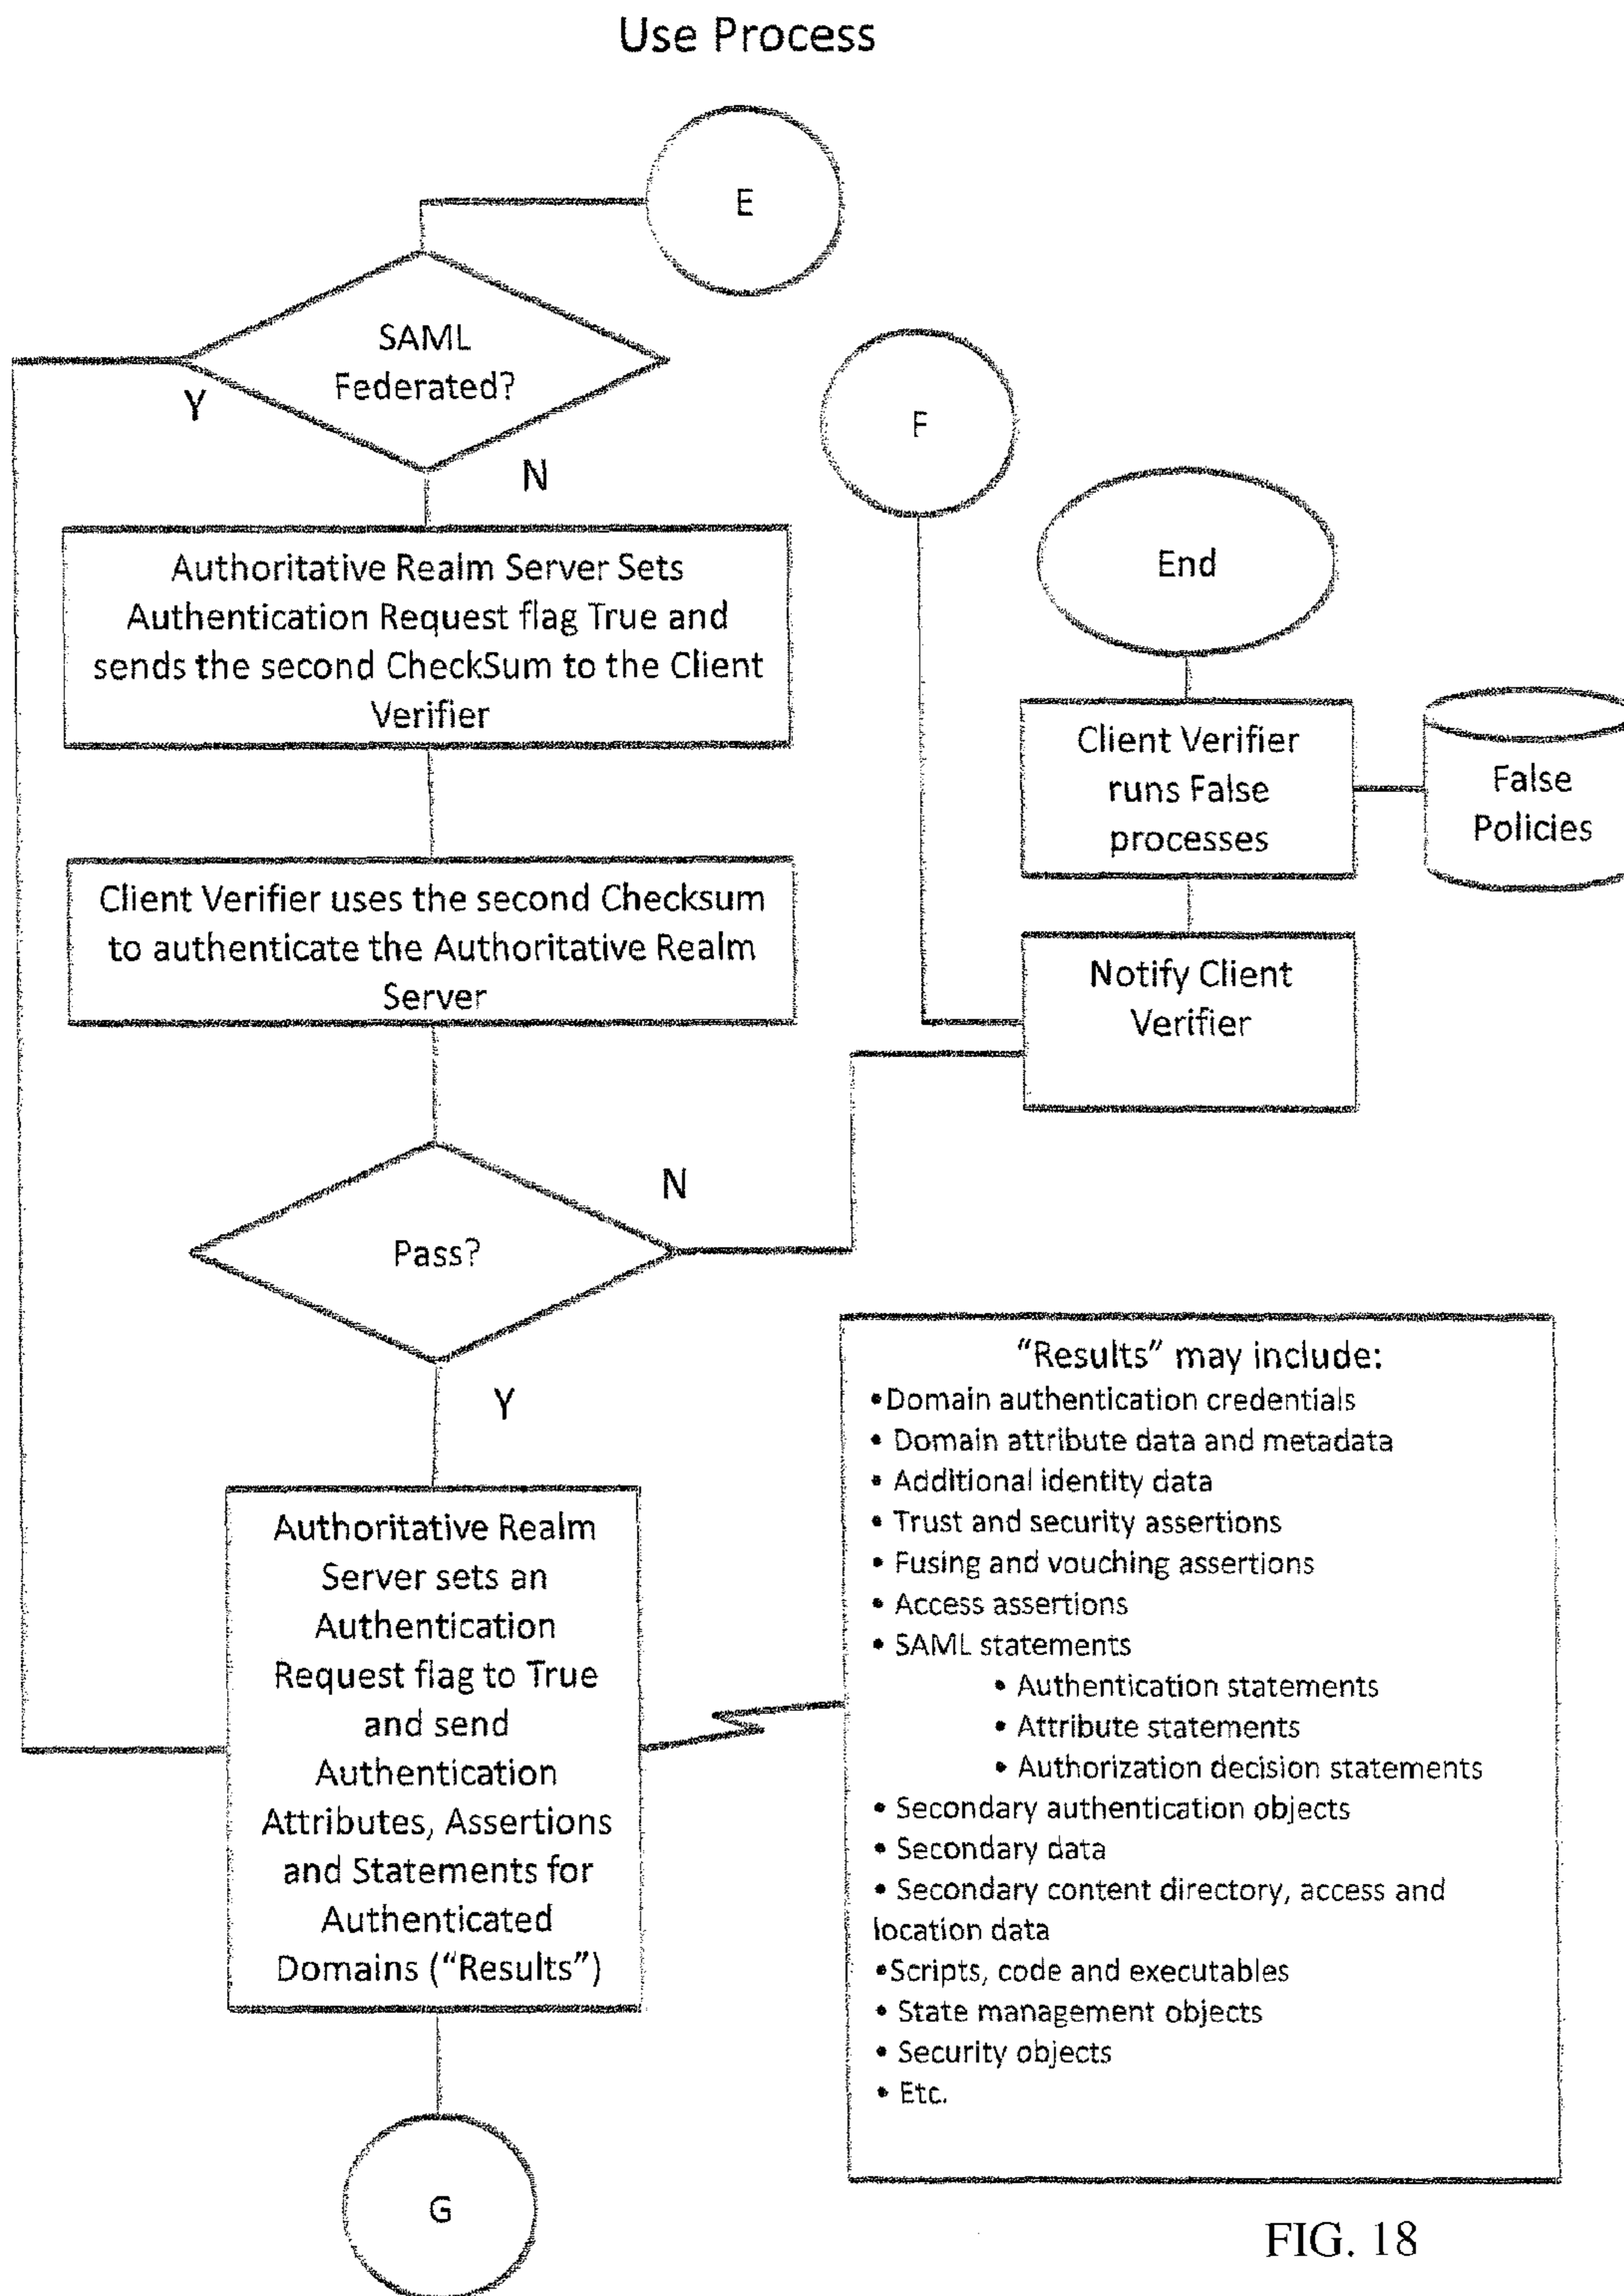 Use Process
E
SAML
Federated?
Y
N
F
End
Authoritative Realm Server Sets
Authentication Request flag True and
sends the second CheckSum to the Client
Verifier
Client Verifier
runs False
processes
False
Policies
Client Verifier uses the second Checksum
to authenticate the Authoritative Realm
Server
Notify Client
Verifier
Pass?
N
Y
Authoritative Realm
Server sets an
Authentication
Request flag to True
and send
Authentication
Attributes, Assertions
and Statements for
Authenticated
Domains (“Results”)
“Results” may include:
•Domain authentication credentials
• Domain attribute data and metadata
• Additional identity data
• Trust and security assertions
• Fusing and vouching assertions
• Access assertions
• SAML statements
• Authentication statements
• Attribute statements
• Authorization decision statements
• Secondary authentication objects
• Secondary data
• Secondary content directory, access and
location data
•Scripts, code and executables
• State management objects
• Security objects
• Etc.
G
FIG. 18